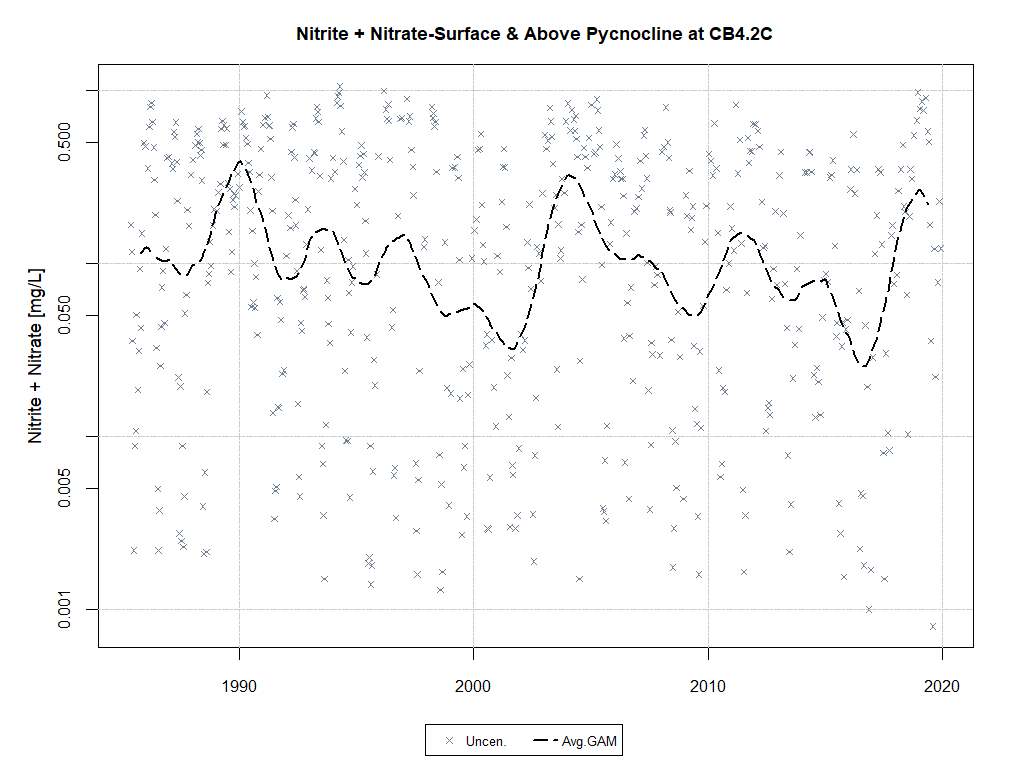 Nitrite + Nitrate-Surface & Above Pycnocline at CB4.2C
Nitrite + Nitrate [mg/L]
0.500
0.050
0.005
0.001
1990 2000 2010 2020
Uncen. Avg.GAM